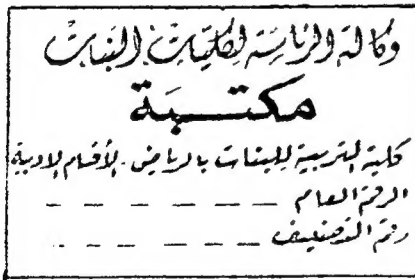 وكالة الرئاسة لكليات البنات
مكتبة
كلية التربية للبنات بالرياض - الأقسام الأدبية
الرقم العام _ _ _ _ _ _ _
رقم التصنيف _ _ _ _ _ _